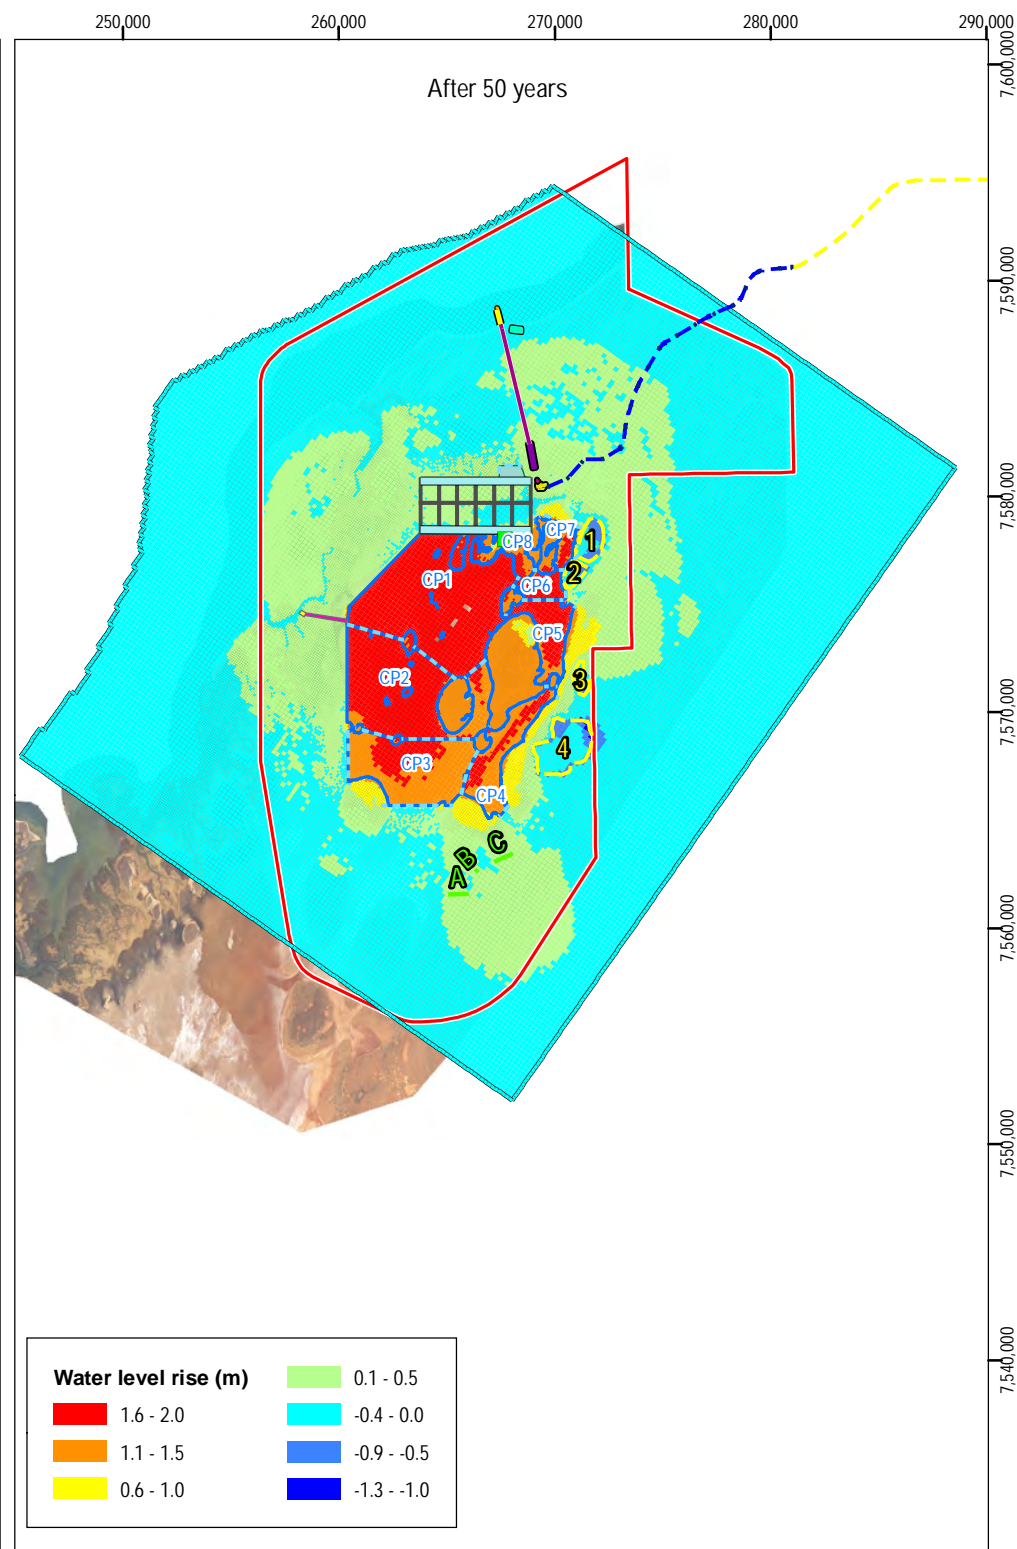 250,000
260,000
270,000
280,000
290,000
7,600,000
After 50 years
7,590,000
7,580,000
CP7
CP8
1
2
CP1
CP6
CP5
CP2
3
7,570,000
4
CP3
CP4
C
B
A
7,560,000
7,550,000
7,540,000
Water level rise (m)
1.6 - 2.0
1.1 - 1.5
0.6 - 1.0
0.1 - 0.5
-0.4 - 0.0
-0.9 - -0.5
-1.3 - -1.0